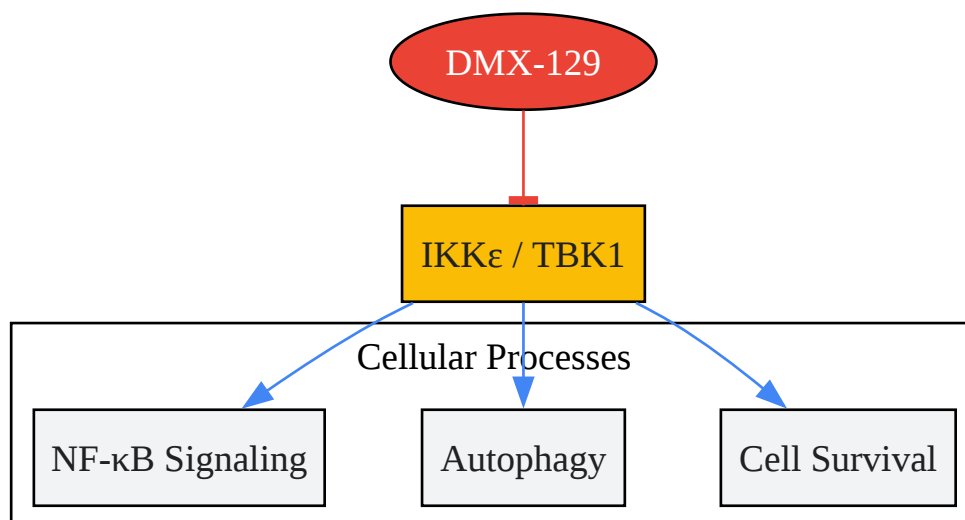 DMX-129
IKKε / TBK1
Cellular Processes
NF-κB Signaling
Autophagy
Cell Survival